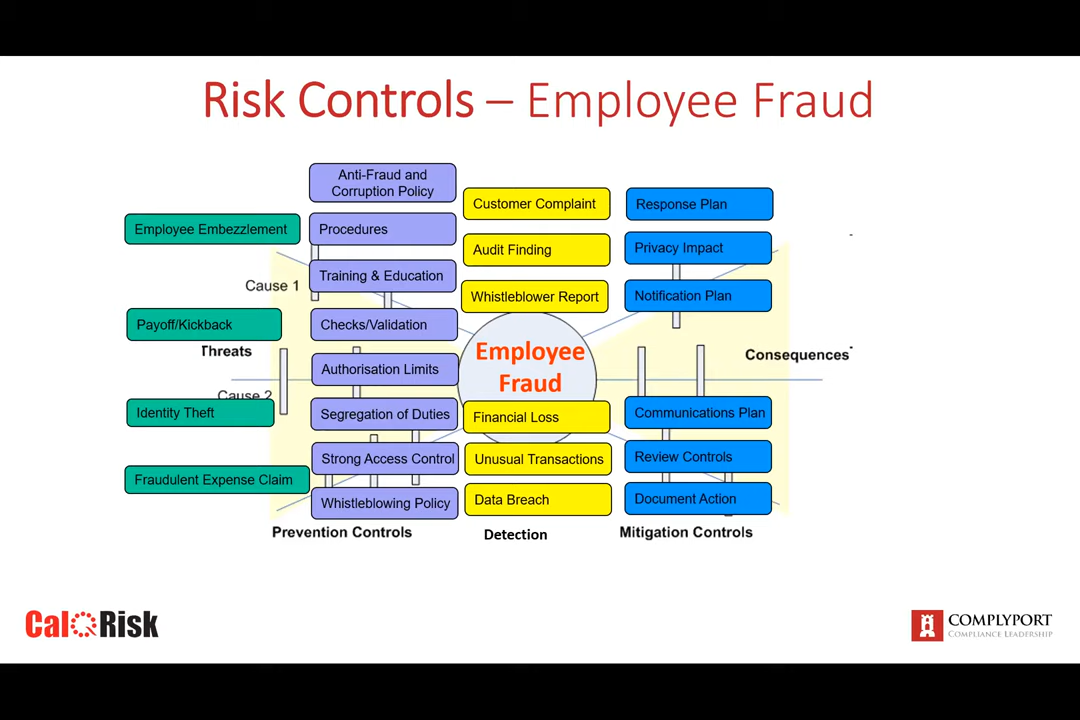 Risk Controls – Employee Fraud
Anti-Fraud and
Corruption Policy
Customer Complaint
Response Plan
Employee Embezzlement
Procedures
Audit Finding
Privacy Impact
Training & Education
Cause 1
Whistleblower Report
Notification Plan
Payoff/Kickback
Checks/Validation
Threats
Employee
Fraud
Consequences
Authorisation Limits
Cause 2
Identity Theft
Segregation of Duties
Financial Loss
Communications Plan
Strong Access Control
Unusual Transactions
Review Controls
Fraudulent Expense Claim
Whistleblowing Policy
Data Breach
Document Action
Prevention Controls
Detection
Mitigation Controls
CalQRisk
COMPLYPORT
COMPLIANCE LEADERSHIP